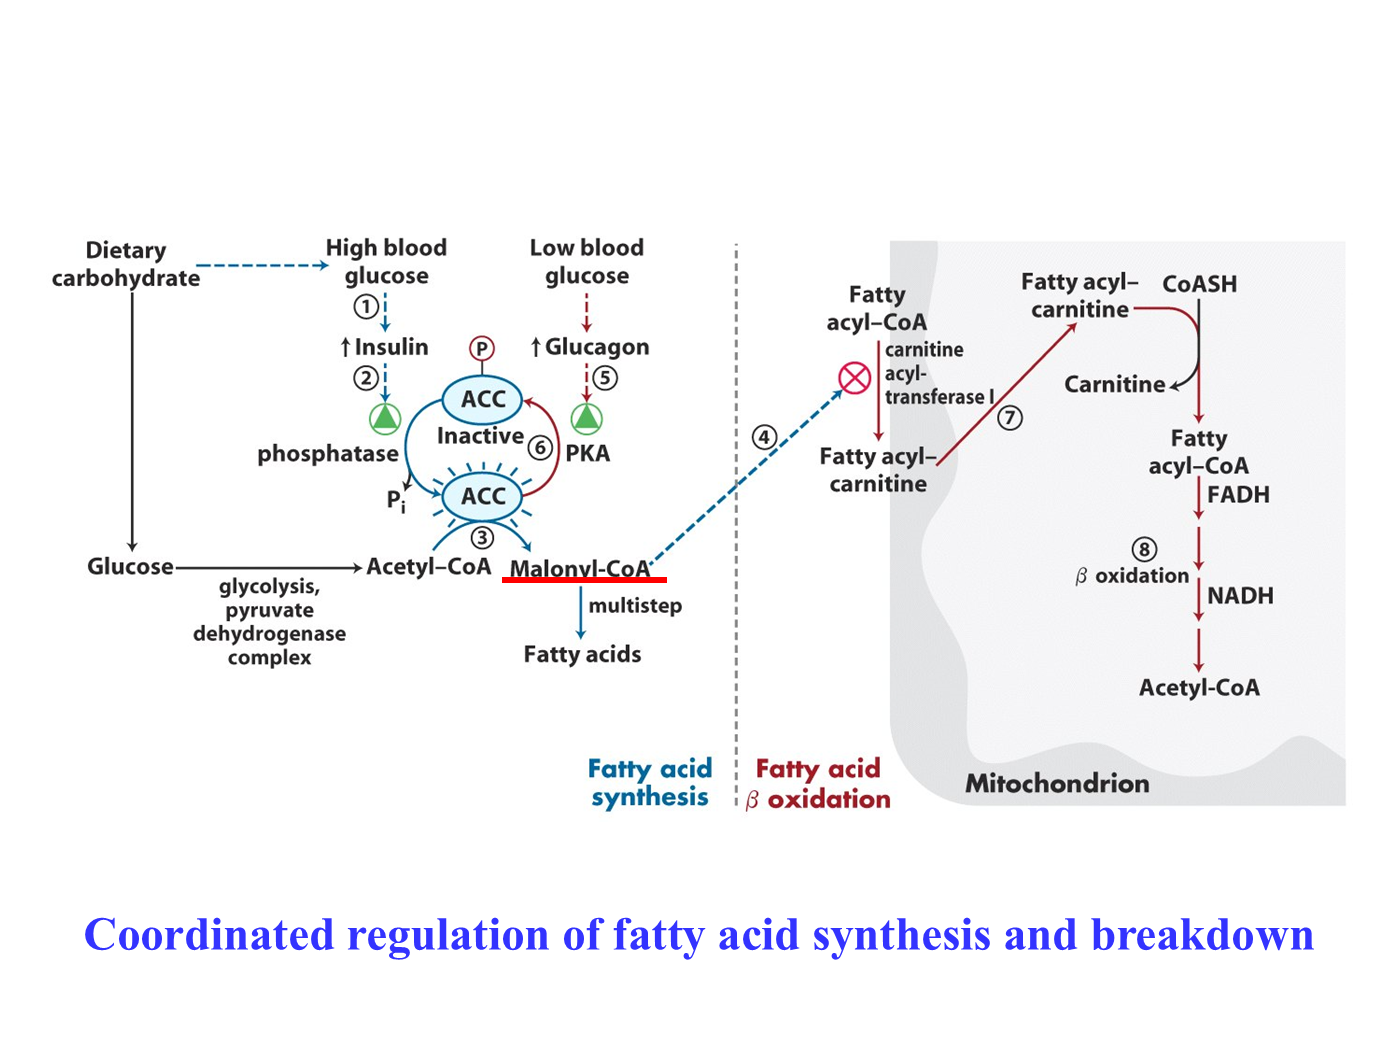 Dietary
carbohydrate
High blood
glucose
Low blood
glucose
①
↑Insulin
②
phosphatase
P
↑Glucagon
⑤
PKA
ACC
Inactive
⑥
Pi
ACC
③
Glucose
glycolysis,
pyruvate
dehydrogenase
complex
Acetyl–CoA
Malonyl-CoA
multistep
Fatty acids
④
Fatty acid
synthesis
Fatty acid
β oxidation
Fatty
acyl–CoA
carnitine
acyl-
transferase I
Fatty acyl–
carnitine
⑦
Fatty acyl–
carnitine
CoASH
Carnitine
Fatty
acyl–CoA
FADH
⑧
β oxidation
NADH
Acetyl-CoA
Mitochondrion
Coordinated regulation of fatty acid synthesis and breakdown